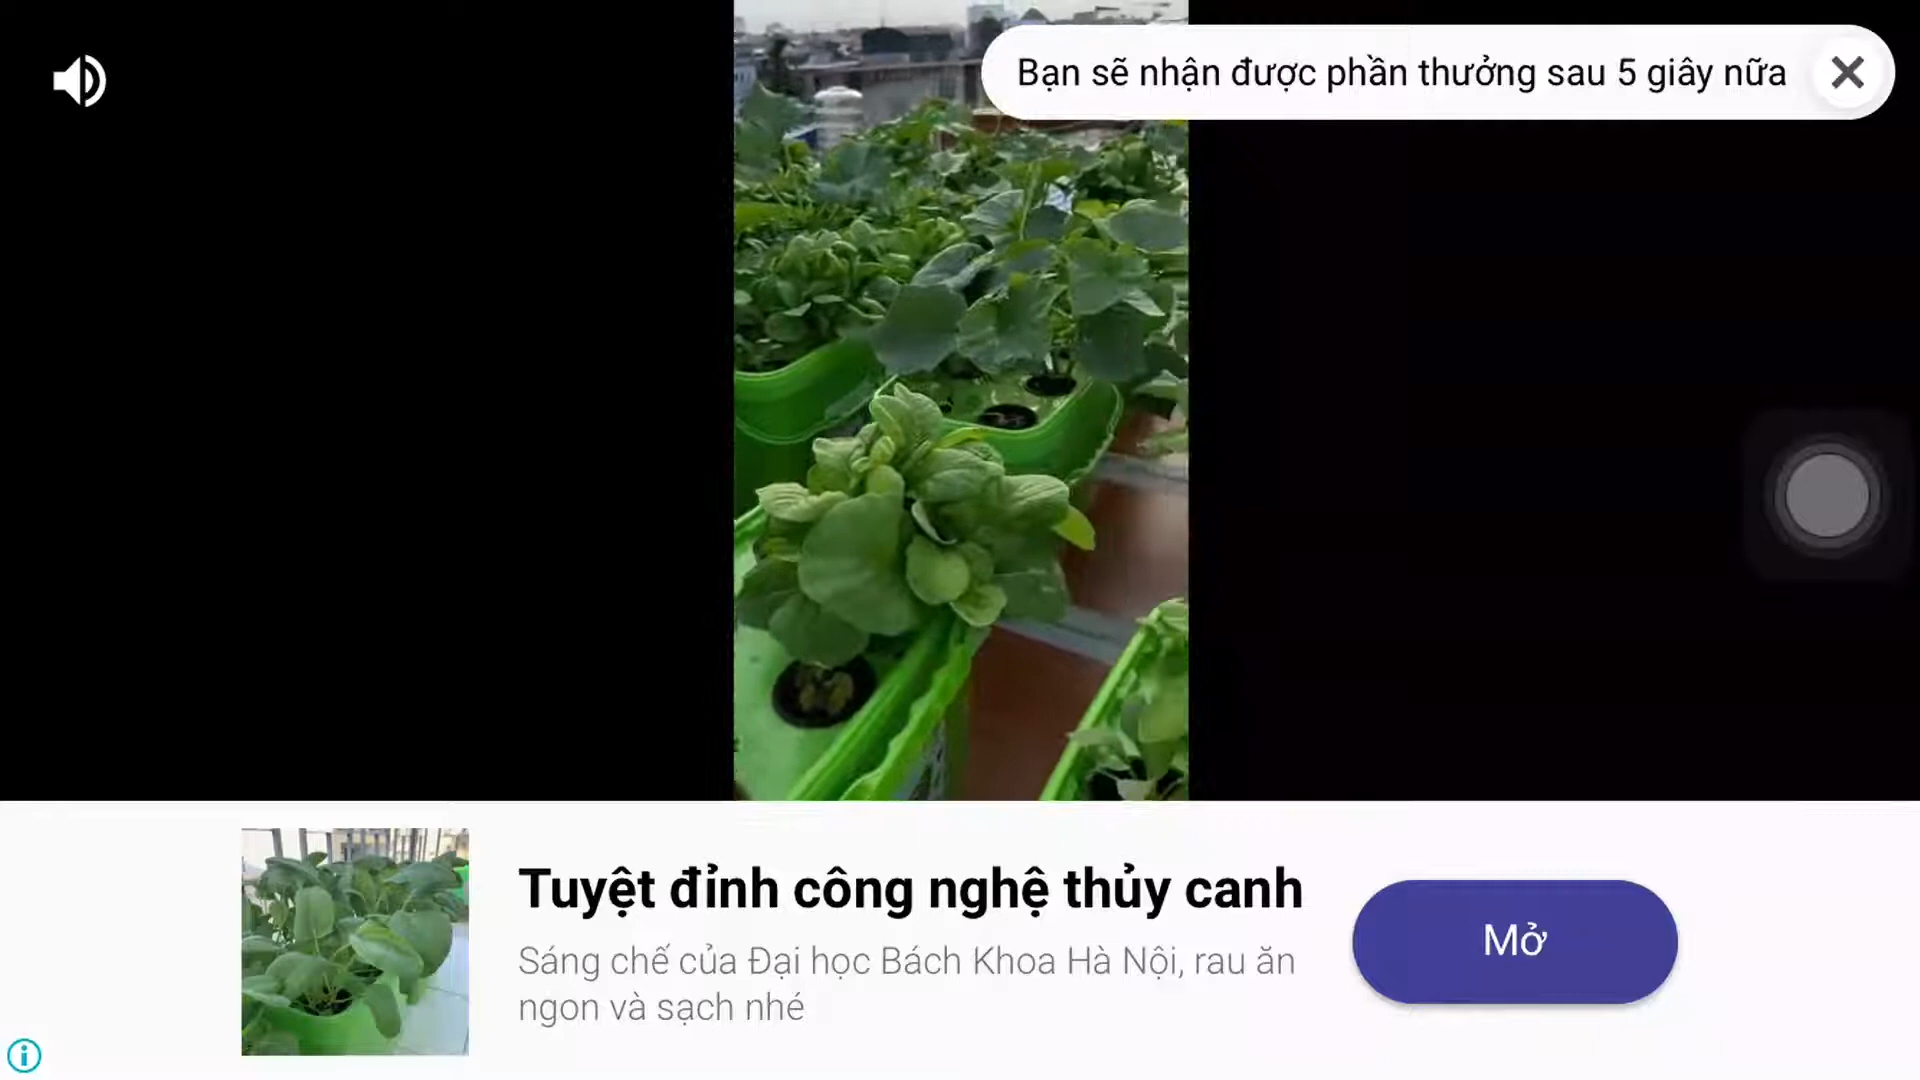 Bạn sẽ nhận được phần thưởng sau 5 giây nữa
Tuyệt đỉnh công nghệ thủy canh
Sáng chế của Đại học Bách Khoa Hà Nội, rau ăn
ngon và sạch nhé
Mở